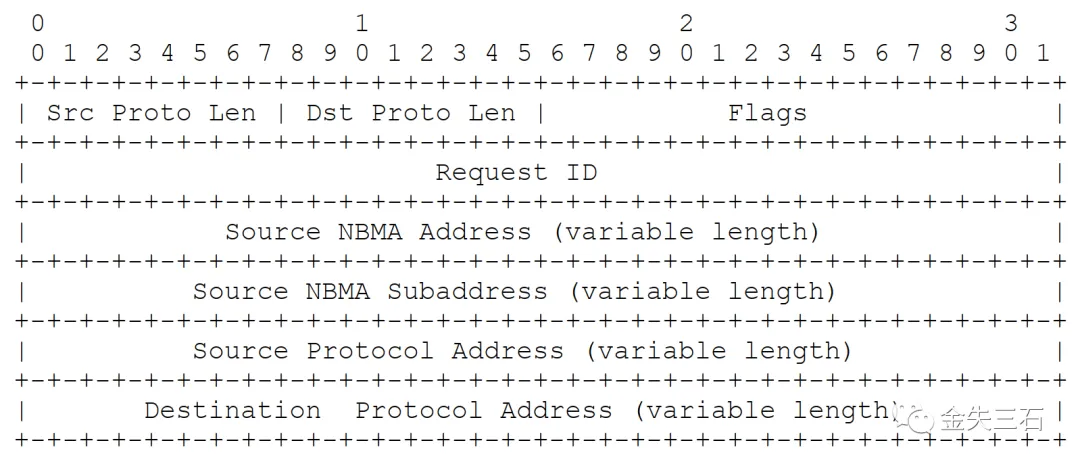 0                   1                   2                   3
 0 1 2 3 4 5 6 7 8 9 0 1 2 3 4 5 6 7 8 9 0 1 2 3 4 5 6 7 8 9 0 1
+-+-+-+-+-+-+-+-+-+-+-+-+-+-+-+-+-+-+-+-+-+-+-+-+-+-+-+-+-+-+-+-+
| Src Proto Len | Dst Proto Len |           Flags               |
+-+-+-+-+-+-+-+-+-+-+-+-+-+-+-+-+-+-+-+-+-+-+-+-+-+-+-+-+-+-+-+-+
|                         Request ID                            |
+-+-+-+-+-+-+-+-+-+-+-+-+-+-+-+-+-+-+-+-+-+-+-+-+-+-+-+-+-+-+-+-+
|            Source NBMA Address (variable length)              |
+-+-+-+-+-+-+-+-+-+-+-+-+-+-+-+-+-+-+-+-+-+-+-+-+-+-+-+-+-+-+-+-+
|          Source NBMA Subaddress (variable length)             |
+-+-+-+-+-+-+-+-+-+-+-+-+-+-+-+-+-+-+-+-+-+-+-+-+-+-+-+-+-+-+-+-+
|          Source Protocol Address (variable length)            |
+-+-+-+-+-+-+-+-+-+-+-+-+-+-+-+-+-+-+-+-+-+-+-+-+-+-+-+-+-+-+-+-+
|       Destination  Protocol Address (variable length)         |
金失三石
+-+-+-+-+-+-+-+-+-+-+-+-+-+-+-+-+-+-+-+-+-+-+-+-+-+-+-+-+-+-+-+-+